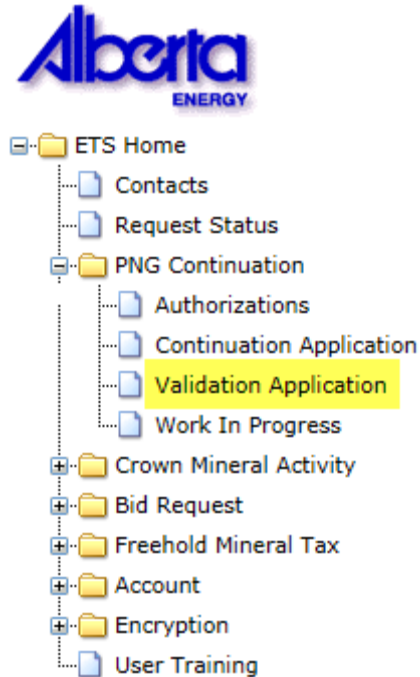 Alberta
ENERGY
ETS Home
Contacts
Request Status
PNG Continuation
Authorizations
Continuation Application
Validation Application
Work In Progress
Crown Mineral Activity
Bid Request
Freehold Mineral Tax
Account
Encryption
User Training